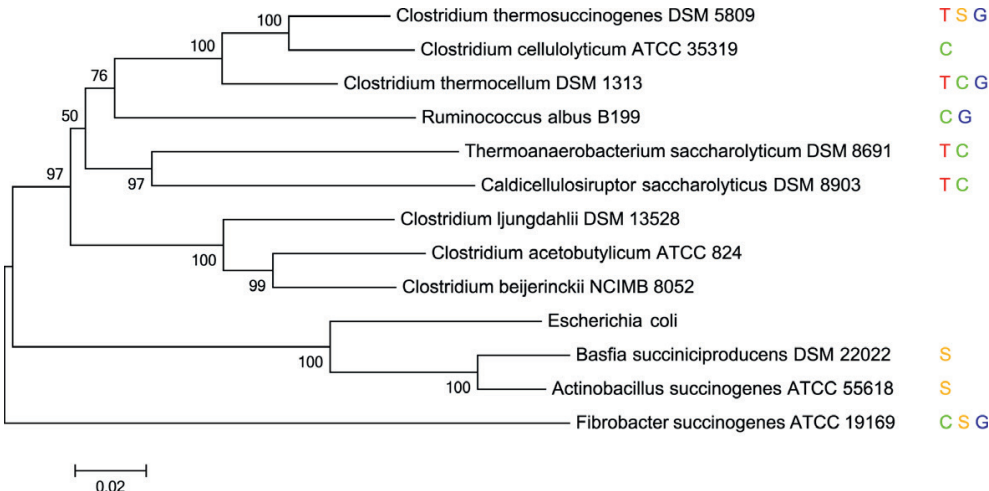 100 Clostridium thermosuccinogenes DSM 5809 T S G
100 Clostridium cellulolyticum ATCC 35319 C
76 Clostridium thermocellum DSM 1313 T C G
50 Ruminococcus albus B199 C G
Thermoanaerobacterium saccharolyticum DSM 8691 T C
97 97 Caldicellulosiruptor saccharolyticus DSM 8903 T C
Clostridium ljungdahlii DSM 13528
100 Clostridium acetobutylicum ATCC 824
99 Clostridium beijerinckii NCIMB 8052
Escherichia coli
100 Basfia succiniciproducens DSM 22022 S
100 Actinobacillus succinogenes ATCC 55618 S
Fibrobacter succinogenes ATCC 19169 C S G
0.02